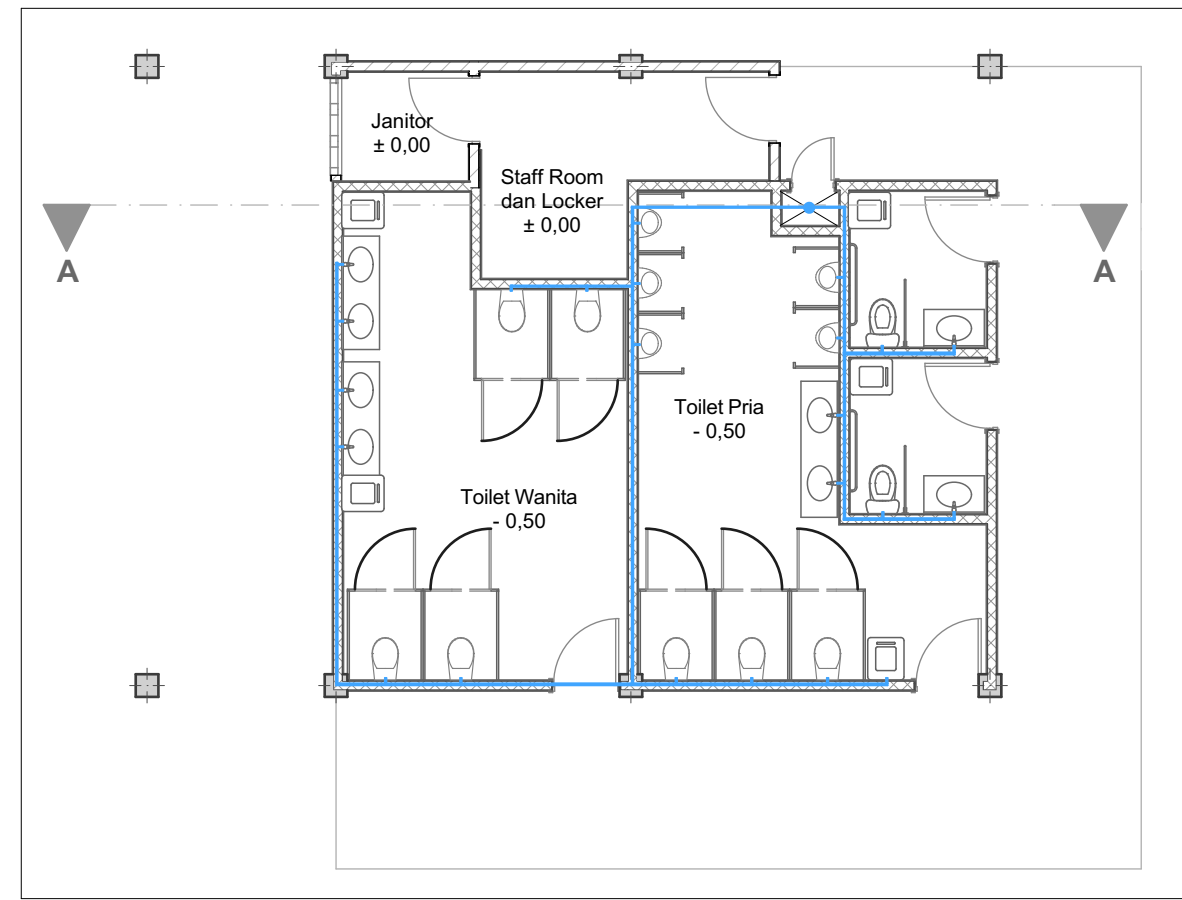 Janitor
± 0,00
Staff Room
dan Locker
± 0,00
A
A
Toilet Pria
- 0,50
Toilet Wanita
- 0,50